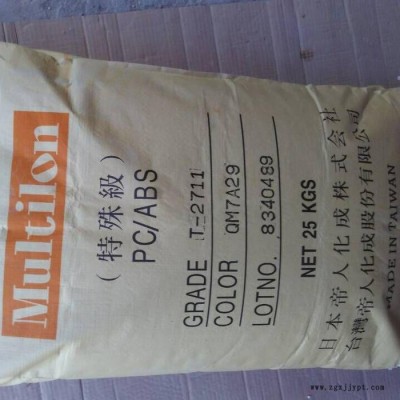 Multilon
(特殊級)
PC/ABS
GRADE T-2711
COLOR QM7A29
LOTNO. 8340489
NET 25 KGS
日本帝人化成株式会社
台灣帝人化成股份有限公司
MADE IN TAIWAN
www.zgxjjypt.com